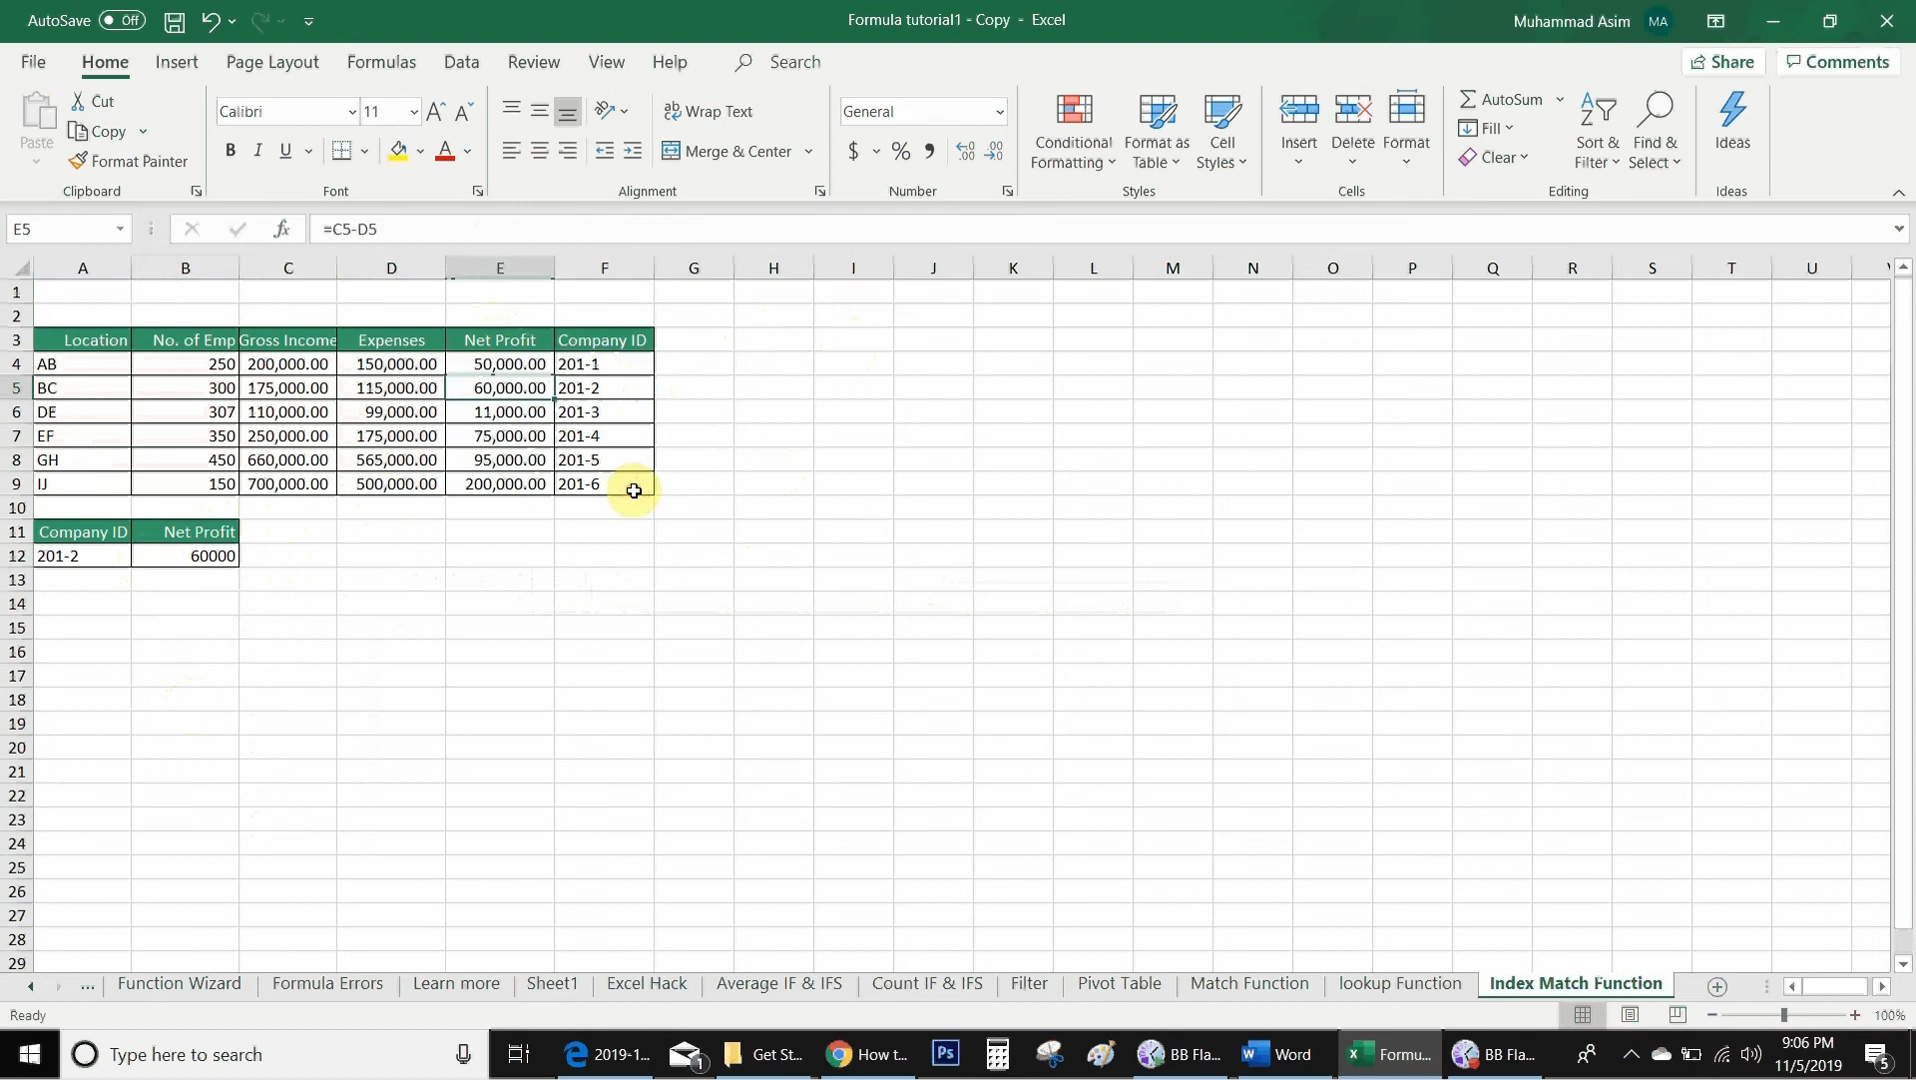 AutoSave Off
Formula tutorial1 - Copy - Excel
Muhammad Asim MA
File Home Insert Page Layout Formulas Data Review View Help Search Share Comments
Paste
Cut
Copy
Format Painter
Clipboard
Calibri 11
B I U A
Font
Wrap Text
Merge & Center
Alignment
General
$ % ,
Number
Conditional Formatting
Format as Table
Cell Styles
Styles
Insert Delete Format
Cells
AutoSum
Fill
Clear
Sort & Filter
Find & Select
Editing
Ideas
Ideas
E5 fx =C5-D5
A B C D E F G H I J K L M N O P Q R S T U
1
2
3 Location No. of Emp Gross Income Expenses Net Profit Company ID
4 AB 250 200,000.00 150,000.00 50,000.00 201-1
5 BC 300 175,000.00 115,000.00 60,000.00 201-2
6 DE 307 110,000.00 99,000.00 11,000.00 201-3
7 EF 350 250,000.00 175,000.00 75,000.00 201-4
8 GH 450 660,000.00 565,000.00 95,000.00 201-5
9 IJ 150 700,000.00 500,000.00 200,000.00 201-6
10
11 Company ID Net Profit
12 201-2 60000
13
14
15
16
17
18
19
20
21
22
23
24
25
26
27
28
29
... Function Wizard Formula Errors Learn more Sheet1 Excel Hack Average IF & IFS Count IF & IFS Filter Pivot Table Match Function lookup Function Index Match Function
Ready 100%
Type here to search 2019-1... 1 Get St... How t... Ps BB Fla... Word Formu... BB Fla... 9:06 PM
11/5/2019 5